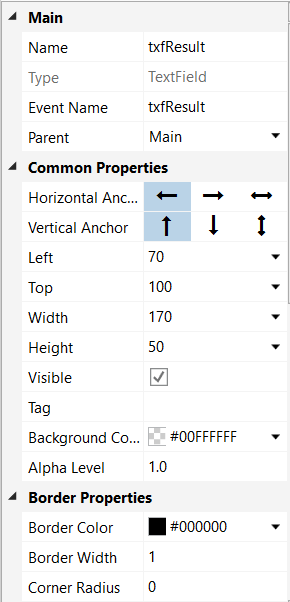 Main
Name txfResult
Type TextField
Event Name txfResult
Parent Main
Common Properties
Horizontal Anc...
Vertical Anchor
Left 70
Top 100
Width 170
Height 50
Visible
Tag
Background Co... #00FFFFFF
Alpha Level 1.0
Border Properties
Border Color #000000
Border Width 1
Corner Radius 0